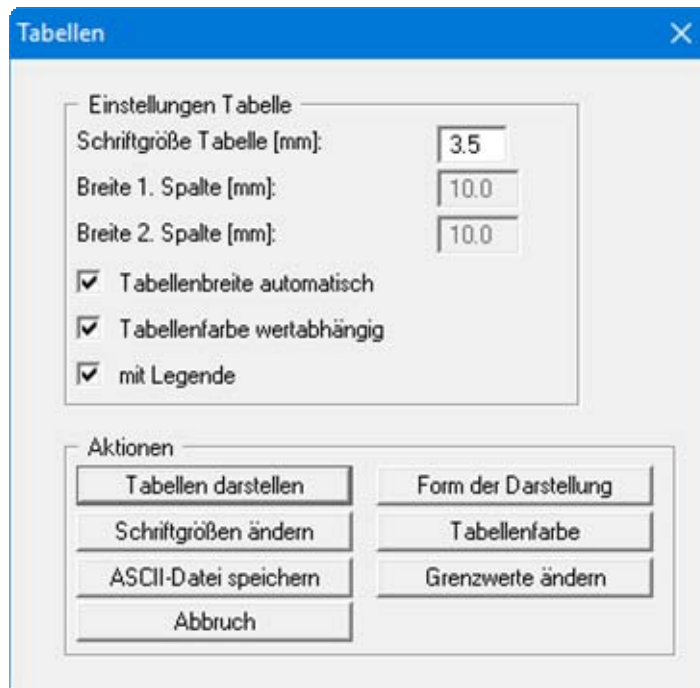 Tabellen
Einstellungen Tabelle
Schriftgröße Tabelle [mm]: 3.5
Breite 1. Spalte [mm]: 10.0
Breite 2. Spalte [mm]: 10.0
Tabellenbreite automatisch
Tabellenfarbe wertabhängig
mit Legende
Aktionen
Tabellen darstellen Form der Darstellung
Schriftgrößen ändern Tabellenfarbe
ASCII-Datei speichern Grenzwerte ändern
Abbruch